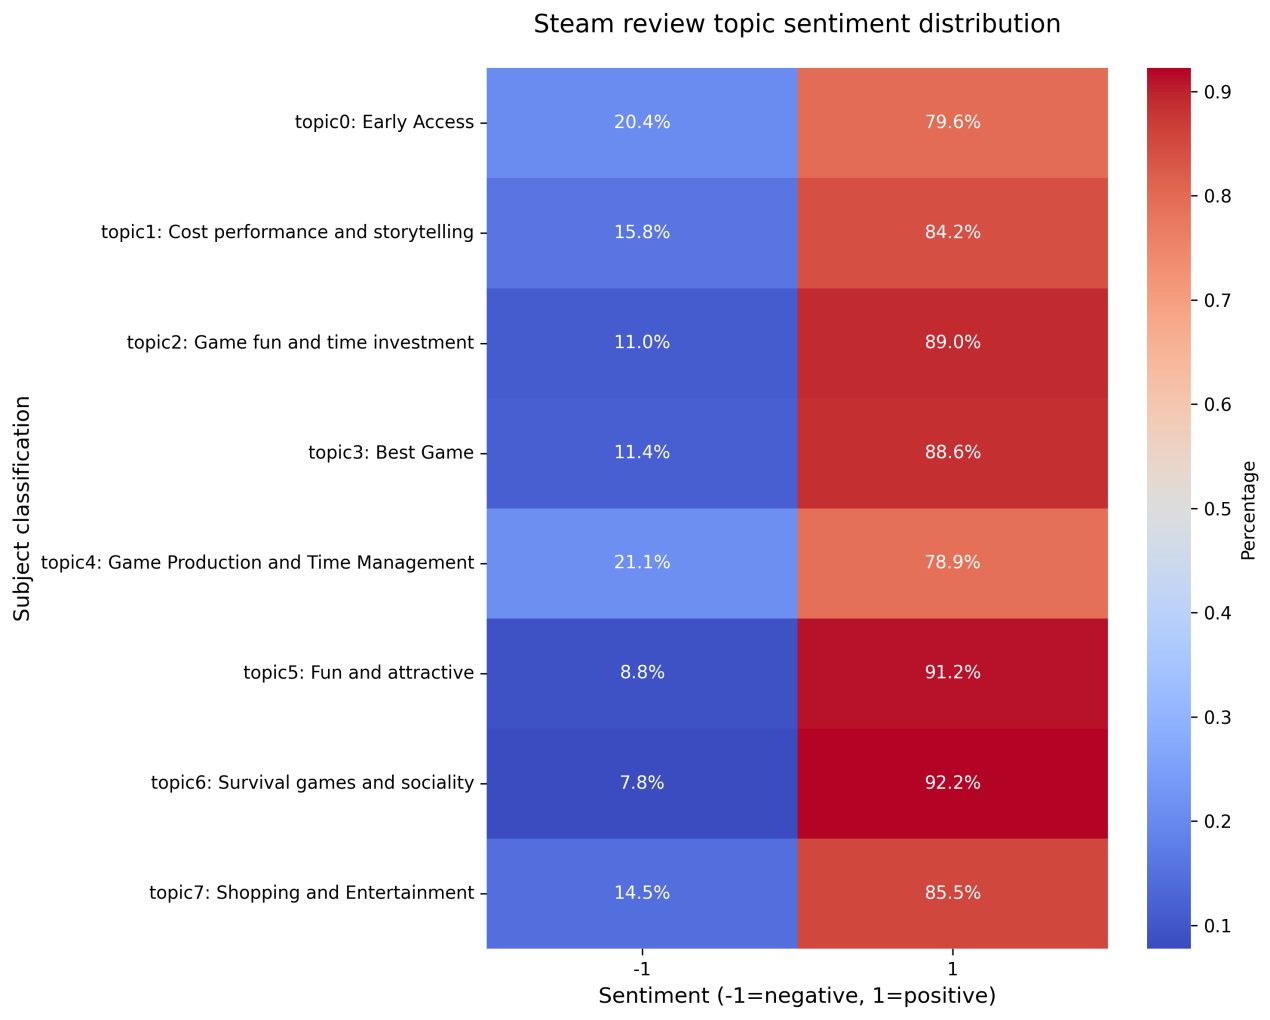 Steam review topic sentiment distribution
Subject classification
topic0: Early Access 20.4% 79.6%
topic1: Cost performance and storytelling 15.8% 84.2%
topic2: Game fun and time investment 11.0% 89.0%
topic3: Best Game 11.4% 88.6%
topic4: Game Production and Time Management 21.1% 78.9%
topic5: Fun and attractive 8.8% 91.2%
topic6: Survival games and sociality 7.8% 92.2%
topic7: Shopping and Entertainment 14.5% 85.5%
-1 1
Sentiment (-1=negative, 1=positive)
0.9
0.8
0.7
0.6
0.5
0.4
0.3
0.2
0.1
Percentage